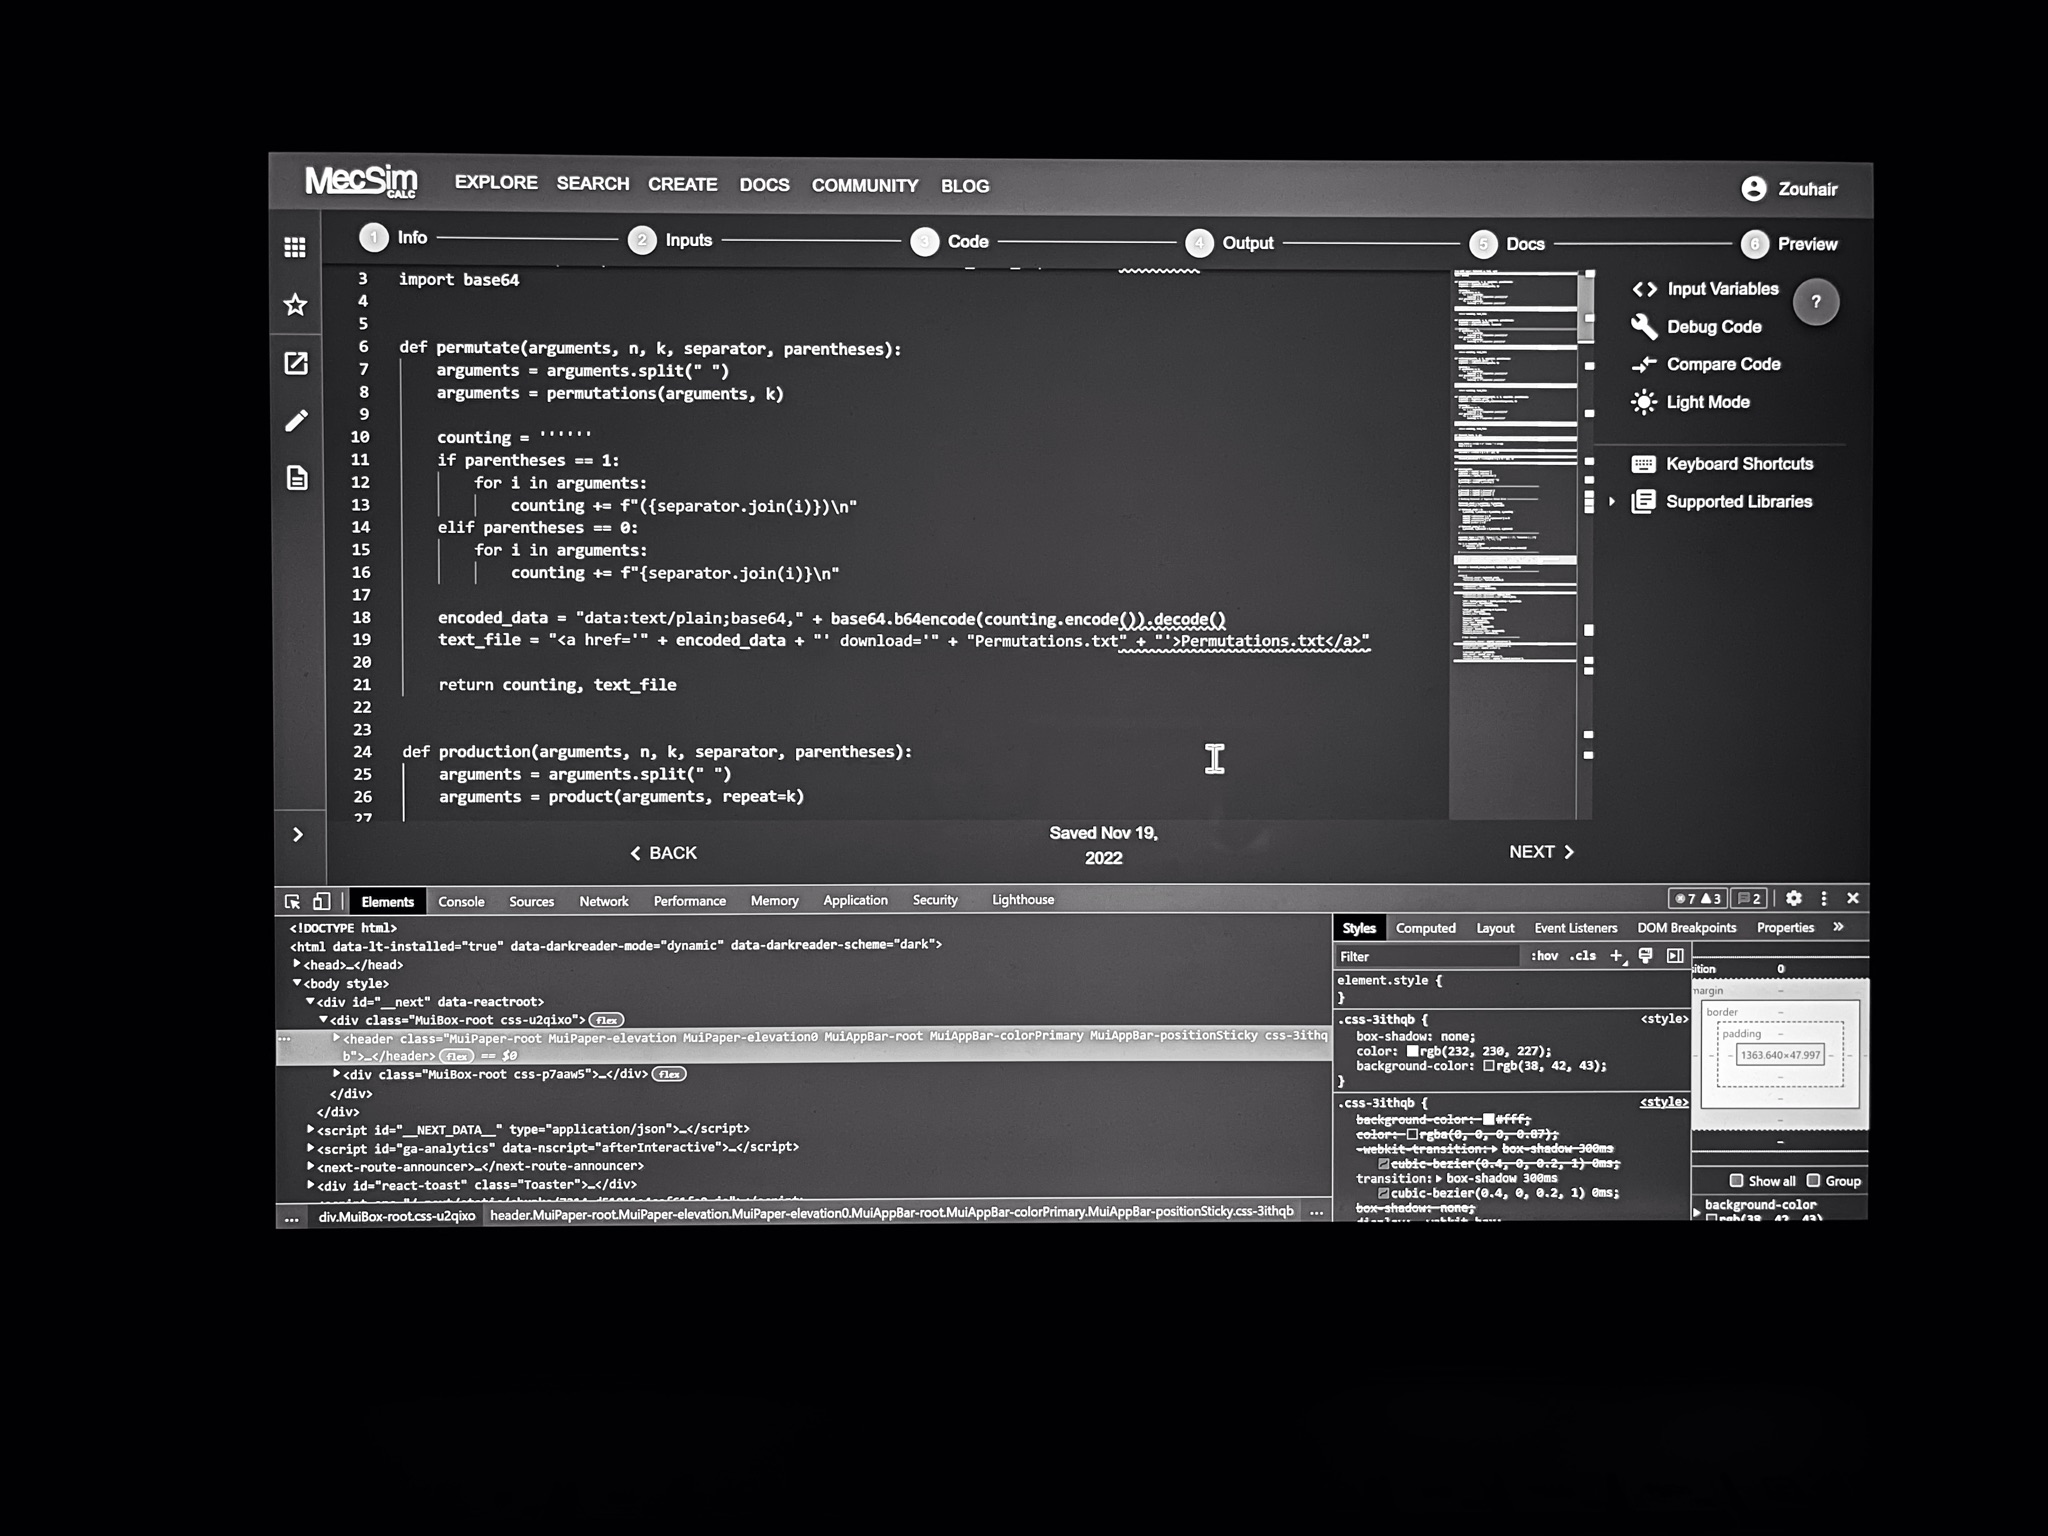 MecSim
CALC
EXPLORE SEARCH CREATE DOCS COMMUNITY BLOG
Zouhair
1 Info
2 Inputs
3 Code
4 Output
5 Docs
6 Preview
3 import base64
4
5
6 def permutate(arguments, n, k, separator, parentheses):
7 arguments = arguments.split(" ")
8 arguments = permutations(arguments, k)
9
10 counting = ''''''
11 if parentheses == 1:
12 for i in arguments:
13 counting += f"({separator.join(i)})\n"
14 elif parentheses == 0:
15 for i in arguments:
16 counting += f"{separator.join(i)}\n"
17
18 encoded_data = "data:text/plain;base64," + base64.b64encode(counting.encode()).decode()
19 text_file = "<a href='" + encoded_data + "' download='" + "Permutations.txt" + "'>Permutations.txt</a>"
20
21 return counting, text_file
22
23
24 def production(arguments, n, k, separator, parentheses):
25 arguments = arguments.split(" ")
26 arguments = product(arguments, repeat=k)
27
Input Variables
?
Debug Code
Compare Code
Light Mode
Keyboard Shortcuts
Supported Libraries
BACK
Saved Nov 19,
2022
NEXT
Elements Console Sources Network Performance Memory Application Security Lighthouse
7 3 2
<!DOCTYPE html>
<html data-lt-installed="true" data-darkreader-mode="dynamic" data-darkreader-scheme="dark">
<head>…</head>
<body style>
<div id="__next" data-reactroot>
<div class="MuiBox-root css-u2qixo"> flex
<header class="MuiPaper-root MuiPaper-elevation MuiPaper-elevation0 MuiAppBar-root MuiAppBar-colorPrimary MuiAppBar-positionSticky css-3ithq
b">…</header> flex == $0
<div class="MuiBox-root css-p7aaw5">…</div> flex
</div>
</div>
<script id="__NEXT_DATA__" type="application/json">…</script>
<script id="ga-analytics" data-nscript="afterInteractive">…</script>
<next-route-announcer>…</next-route-announcer>
<div id="react-toast" class="Toaster">…</div>
... div.MuiBox-root.css-u2qixo header.MuiPaper-root.MuiPaper-elevation.MuiPaper-elevation0.MuiAppBar-root.MuiAppBar-colorPrimary.MuiAppBar-positionSticky.css-3ithqb ...
Styles Computed Layout Event Listeners DOM Breakpoints Properties »
Filter :hov .cls +
element.style {
}
.css-3ithqb { <style>
box-shadow: none;
color: rgb(232, 230, 227);
background-color: rgb(38, 42, 43);
}
.css-3ithqb { <style>
background-color: #fff;
color: rgba(0, 0, 0, 0.87);
-webkit-transition: box-shadow 300ms
cubic-bezier(0.4, 0, 0.2, 1) 0ms;
transition: box-shadow 300ms
cubic-bezier(0.4, 0, 0.2, 1) 0ms;
box-shadow: none;
0
margin –
border –
padding –
1363.640×47.997
Show all Group
background-color
rgb(38, 42, 43)